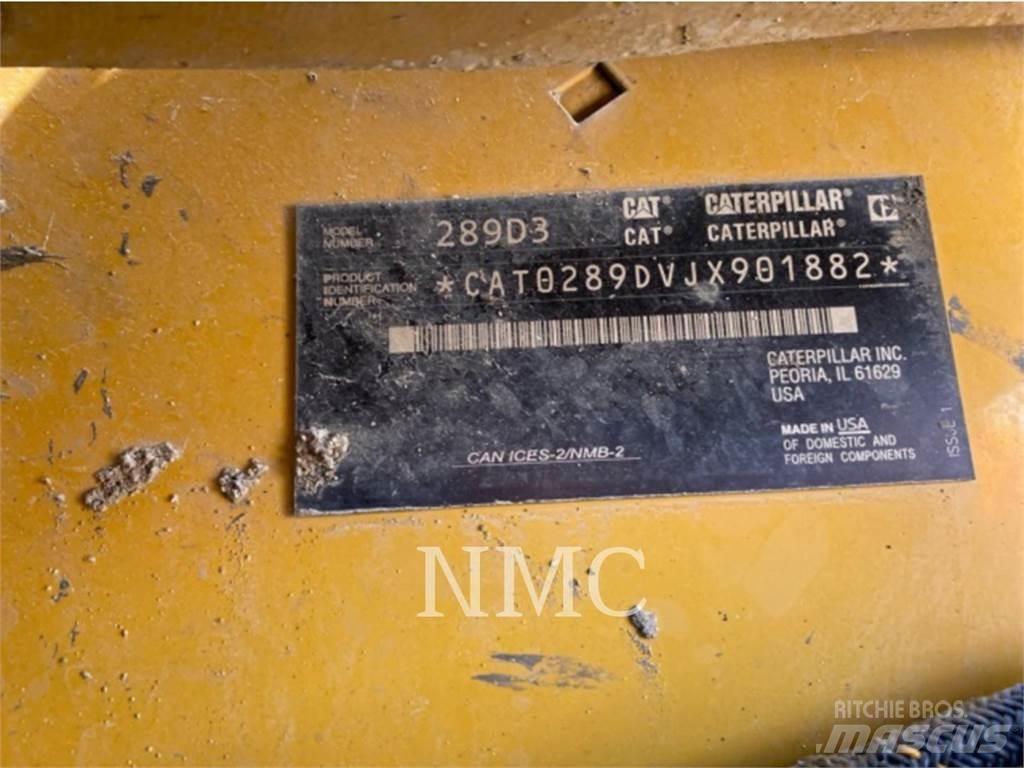 MODEL NUMBER 289D3 CAT® CATERPILLAR®
CAT® CATERPILLAR®
PRODUCT IDENTIFICATION NUMBER *CAT0289DVJX901882*
CATERPILLAR INC.
PEORIA, IL 61629
USA
MADE IN USA
OF DOMESTIC AND
FOREIGN COMPONENTS
CAN ICES-2/NMB-2
ISSUE 1
NMC
RITCHIE BROS.
MASCUS